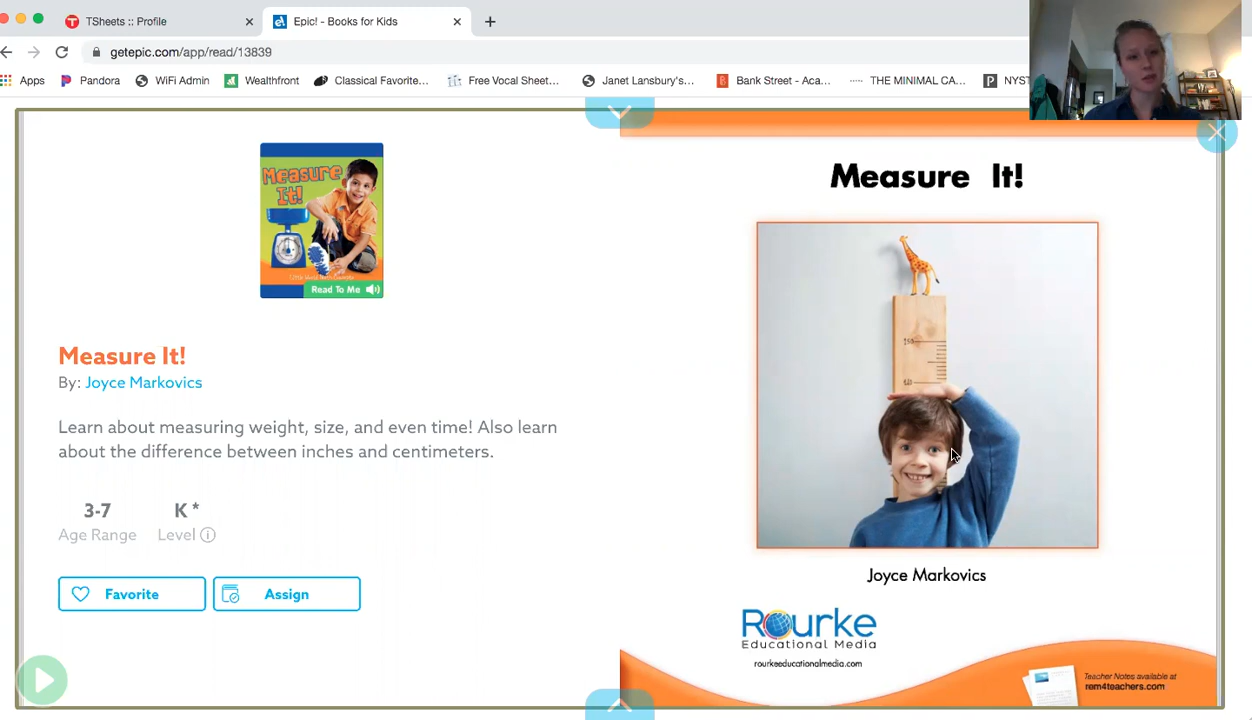 TSheets :: Profile
Epic! - Books for Kids
getepic.com/app/read/13839
Apps
Pandora
WiFi Admin
Wealthfront
Classical Favorite...
Free Vocal Sheet...
Janet Lansbury's...
Bank Street - Aca...
THE MINIMAL CA...
NYST
Measure
It!
Read To Me
Measure It!
By: Joyce Markovics
Learn about measuring weight, size, and even time! Also learn
about the difference between inches and centimeters.
3-7
Age Range
K *
Level
Favorite
Assign
Measure It!
Joyce Markovics
Rourke
Educational Media
rourkeeducationalmedia.com
Teacher Notes available at
rem4teachers.com